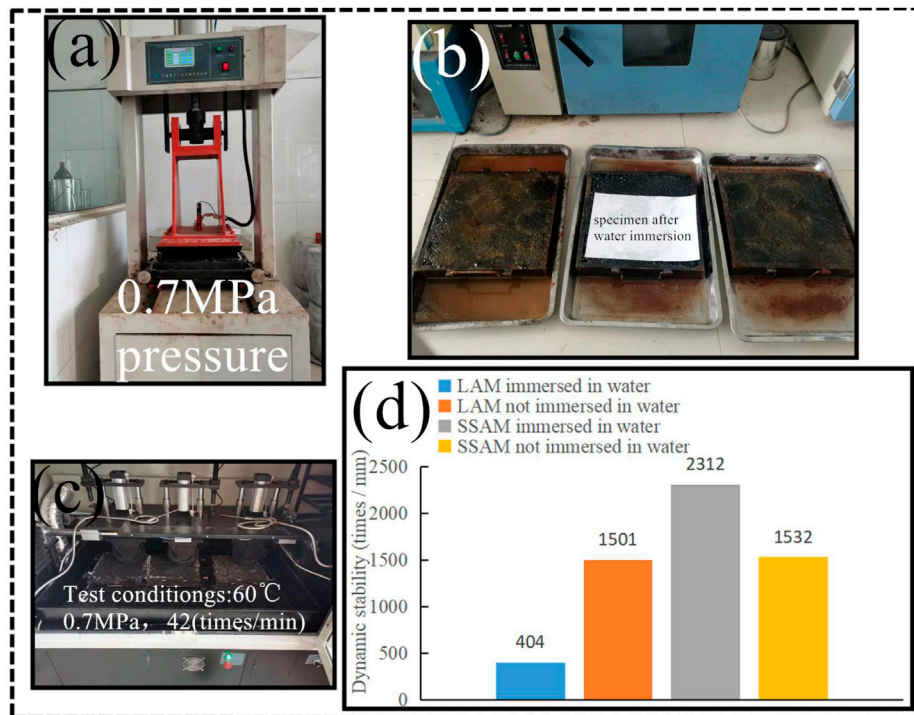 (a)
0.7MPa
pressure
(b)
specimen after
water immersion
(c)
Test conditiongs:60℃
0.7MPa, 42(times/min)
(d)
LAM immersed in water
LAM not immersed in water
SSAM immersed in water
SSAM not immersed in water
Dynamic stability (times / mm)
2500
2000
1500
1000
500
0
404
1501
2312
1532